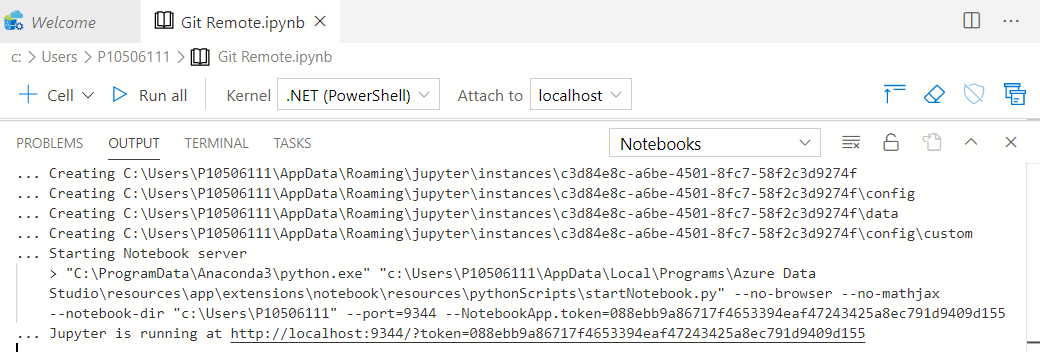 Welcome
Git Remote.ipynb
c: > Users > P10506111 > Git Remote.ipynb
Cell
Run all
Kernel
.NET (PowerShell)
Attach to
localhost
PROBLEMS
OUTPUT
TERMINAL
TASKS
Notebooks
... Creating C:\Users\P10506111\AppData\Roaming\jupyter\instances\c3d84e8c-a6be-4501-8fc7-58f2c3d9274f
... Creating C:\Users\P10506111\AppData\Roaming\jupyter\instances\c3d84e8c-a6be-4501-8fc7-58f2c3d9274f\config
... Creating C:\Users\P10506111\AppData\Roaming\jupyter\instances\c3d84e8c-a6be-4501-8fc7-58f2c3d9274f\data
... Creating C:\Users\P10506111\AppData\Roaming\jupyter\instances\c3d84e8c-a6be-4501-8fc7-58f2c3d9274f\config\custom
... Starting Notebook server
> "C:\ProgramData\Anaconda3\python.exe" "c:\Users\P10506111\AppData\Local\Programs\Azure Data
Studio\resources\app\extensions\notebook\resources\pythonScripts\startNotebook.py" --no-browser --no-mathjax
--notebook-dir "c:\Users\P10506111" --port=9344 --NotebookApp.token=088ebb9a86717f4653394eaf47243425a8ec791d9409d155
... Jupyter is running at http://localhost:9344/?token=088ebb9a86717f4653394eaf47243425a8ec791d9409d155